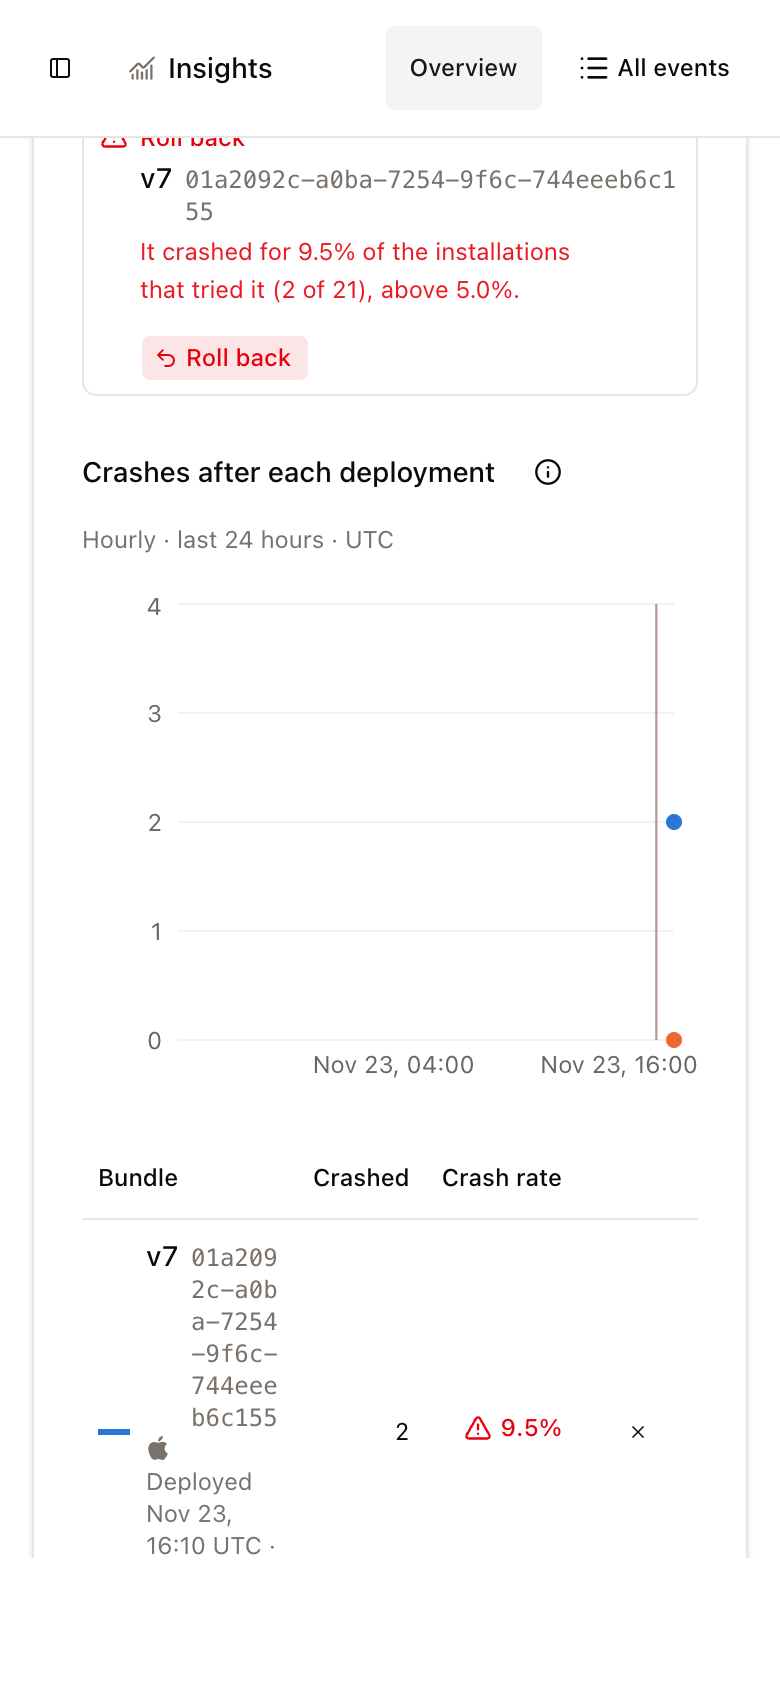 Insights
Overview
All events
Roll back
v7 01a2092c-a0ba-7254-9f6c-744eeeb6c1
55
It crashed for 9.5% of the installations
that tried it (2 of 21), above 5.0%.
Roll back
Crashes after each deployment
Hourly · last 24 hours · UTC
4
3
2
1
0
Nov 23, 04:00
Nov 23, 16:00
Bundle
Crashed
Crash rate
v7 01a209
2c-a0b
a-7254
-9f6c-
744eee
b6c155
2
9.5%
Deployed
Nov 23,
16:10 UTC ·